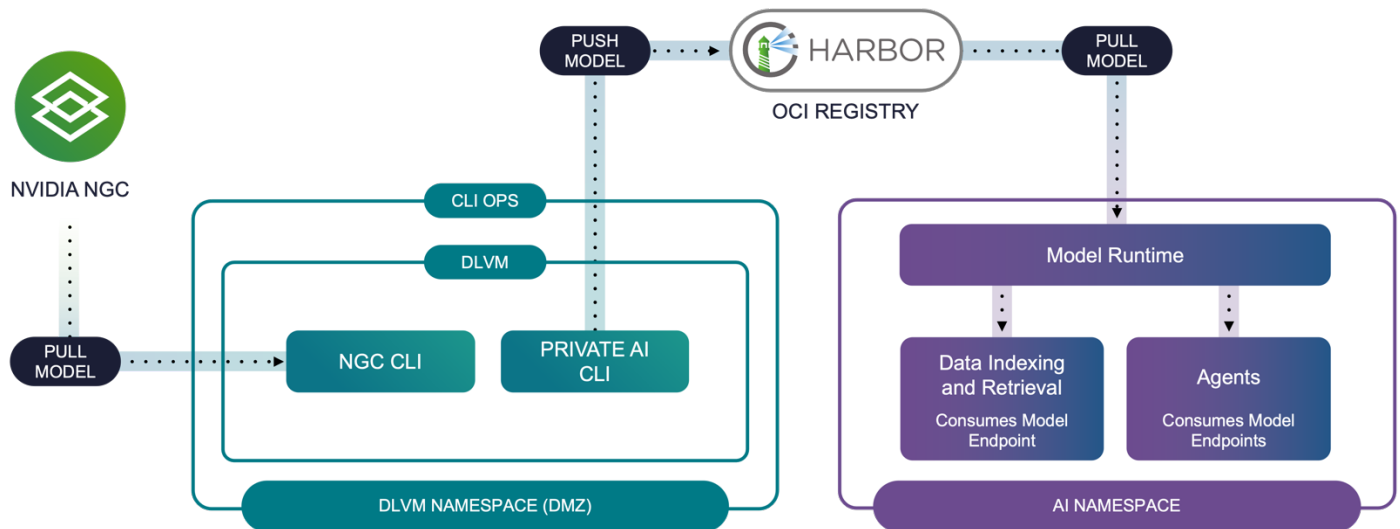 NVIDIA NGC
PULL
MODEL
CLI OPS
DLVM
NGC CLI
PRIVATE AI
CLI
DLVM NAMESPACE (DMZ)
PUSH
MODEL
HARBOR
OCI REGISTRY
PULL
MODEL
Model Runtime
Data Indexing
and Retrieval
Consumes Model
Endpoint
Agents
Consumes Model
Endpoints
AI NAMESPACE